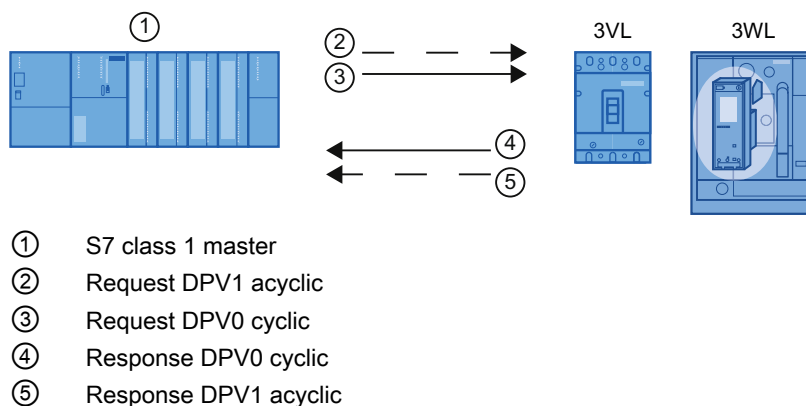 ①
②
③
3VL 3WL
④
⑤
① S7 class 1 master
② Request DPV1 acyclic
③ Request DPV0 cyclic
④ Response DPV0 cyclic
⑤ Response DPV1 acyclic